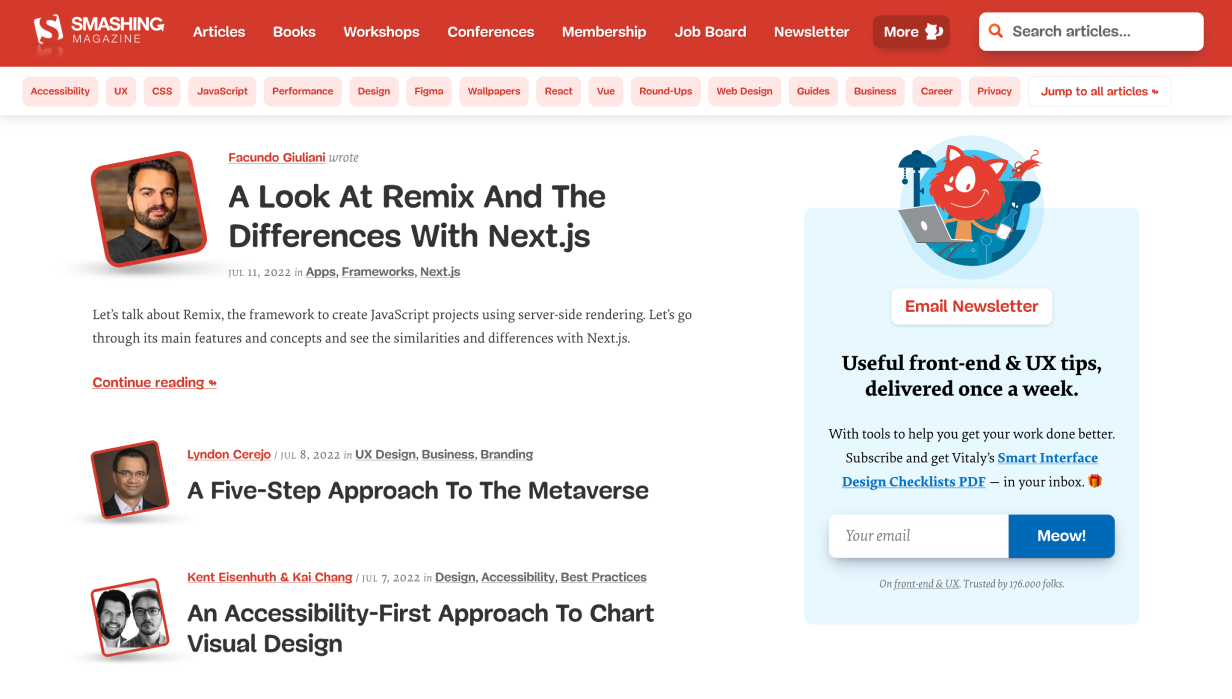 SMASHING
MAGAZINE
Articles Books Workshops Conferences Membership Job Board Newsletter More Search articles...
Accessibility UX CSS JavaScript Performance Design Figma Wallpapers React Vue Round-Ups Web Design Guides Business Career Privacy Jump to all articles
Facundo Giuliani wrote
A Look At Remix And The
Differences With Next.js
JUL 11, 2022 in Apps, Frameworks, Next.js
Let's talk about Remix, the framework to create JavaScript projects using server-side rendering. Let's go
through its main features and concepts and see the similarities and differences with Next.js.
Continue reading
Lyndon Cerejo / JUL 8, 2022 in UX Design, Business, Branding
A Five-Step Approach To The Metaverse
Kent Eisenhuth & Kai Chang / JUL 7, 2022 in Design, Accessibility, Best Practices
An Accessibility-First Approach To Chart
Visual Design
Email Newsletter
Useful front-end & UX tips,
delivered once a week.
With tools to help you get your work done better.
Subscribe and get Vitaly's Smart Interface
Design Checklists PDF — in your inbox. 🎁
Your email Meow!
On front-end & UX. Trusted by 176.000 folks.